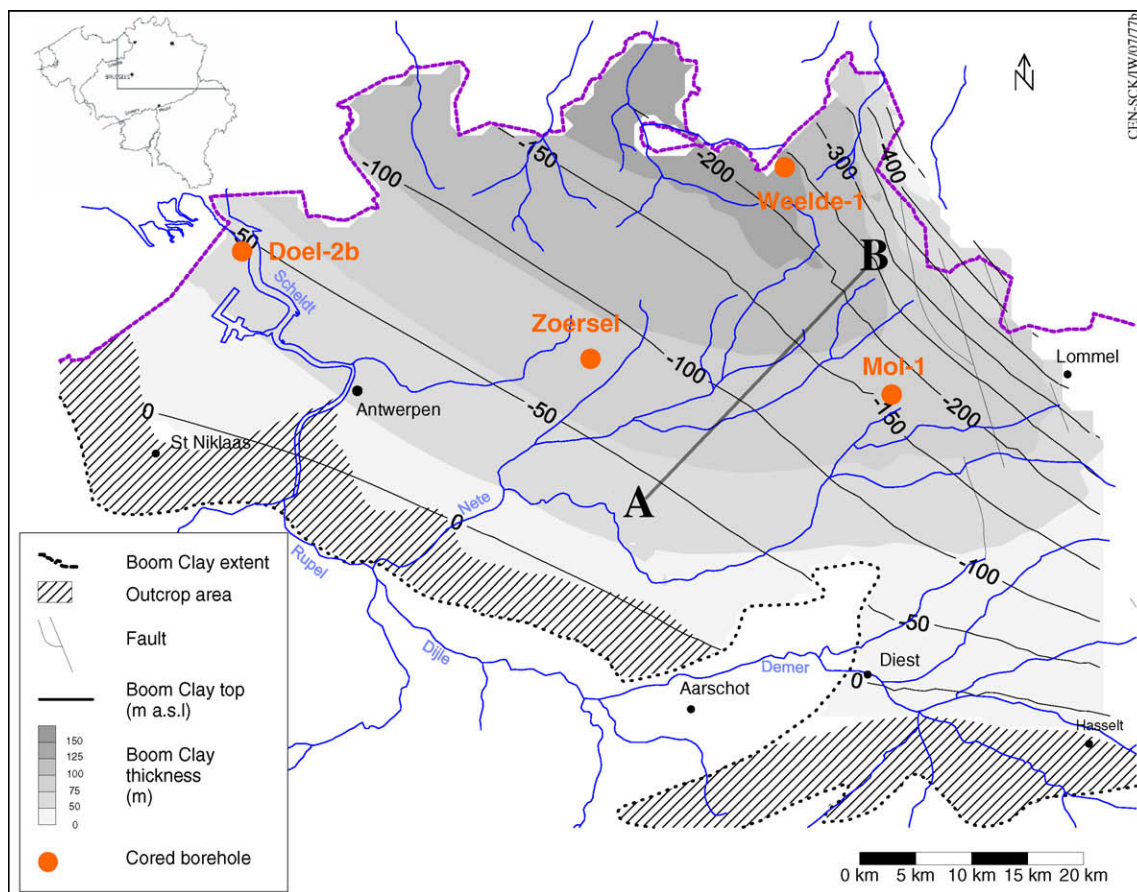 CEN-SCK/IW/07/77b
BRUSSELS
N
-150
-200
-300
-400
-100
Weelde-1
-50
Doel-2b
B
Scheldt
Zoersel
-100
Mol-1
Lommel
-50
-150
-200
Antwerpen
0
St Niklaas
A
Nete
0
Rupel
-100
-50
Dijle
Demer
Diest
0
Aarschot
Hasselt
Boom Clay extent
Outcrop area
Fault
Boom Clay top
(m a.s.l)
150
125
100
75
50
0
Boom Clay
thickness
(m)
Cored borehole
0 km 5 km 10 km 15 km 20 km